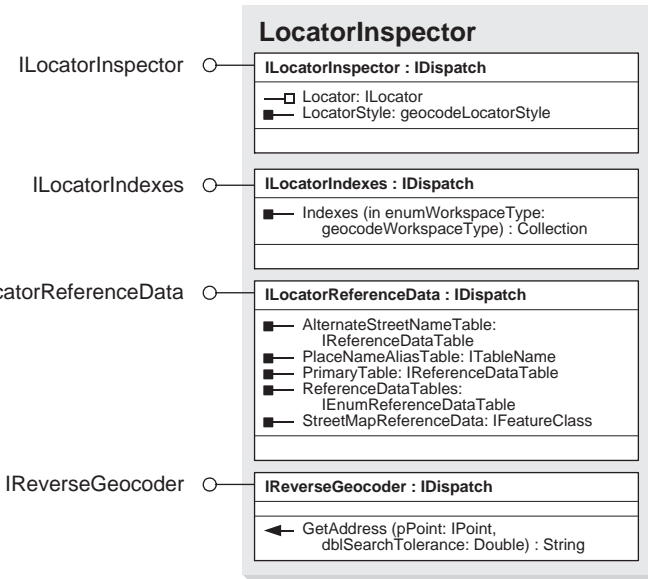 LocatorInspector
ILocatorInspector
ILocatorInspector : IDispatch
Locator: ILocator
LocatorStyle: geocodeLocatorStyle
ILocatorIndexes
ILocatorIndexes : IDispatch
Indexes (in enumWorkspaceType:
geocodeWorkspaceType) : Collection
catorReferenceData
ILocatorReferenceData : IDispatch
AlternateStreetNameTable:
IReferenceDataTable
PlaceNameAliasTable: ITableName
PrimaryTable: IReferenceDataTable
ReferenceDataTables:
IEnumReferenceDataTable
StreetMapReferenceData: IFeatureClass
IReverseGeocoder
IReverseGeocoder : IDispatch
GetAddress (pPoint: IPoint,
dblSearchTolerance: Double) : String